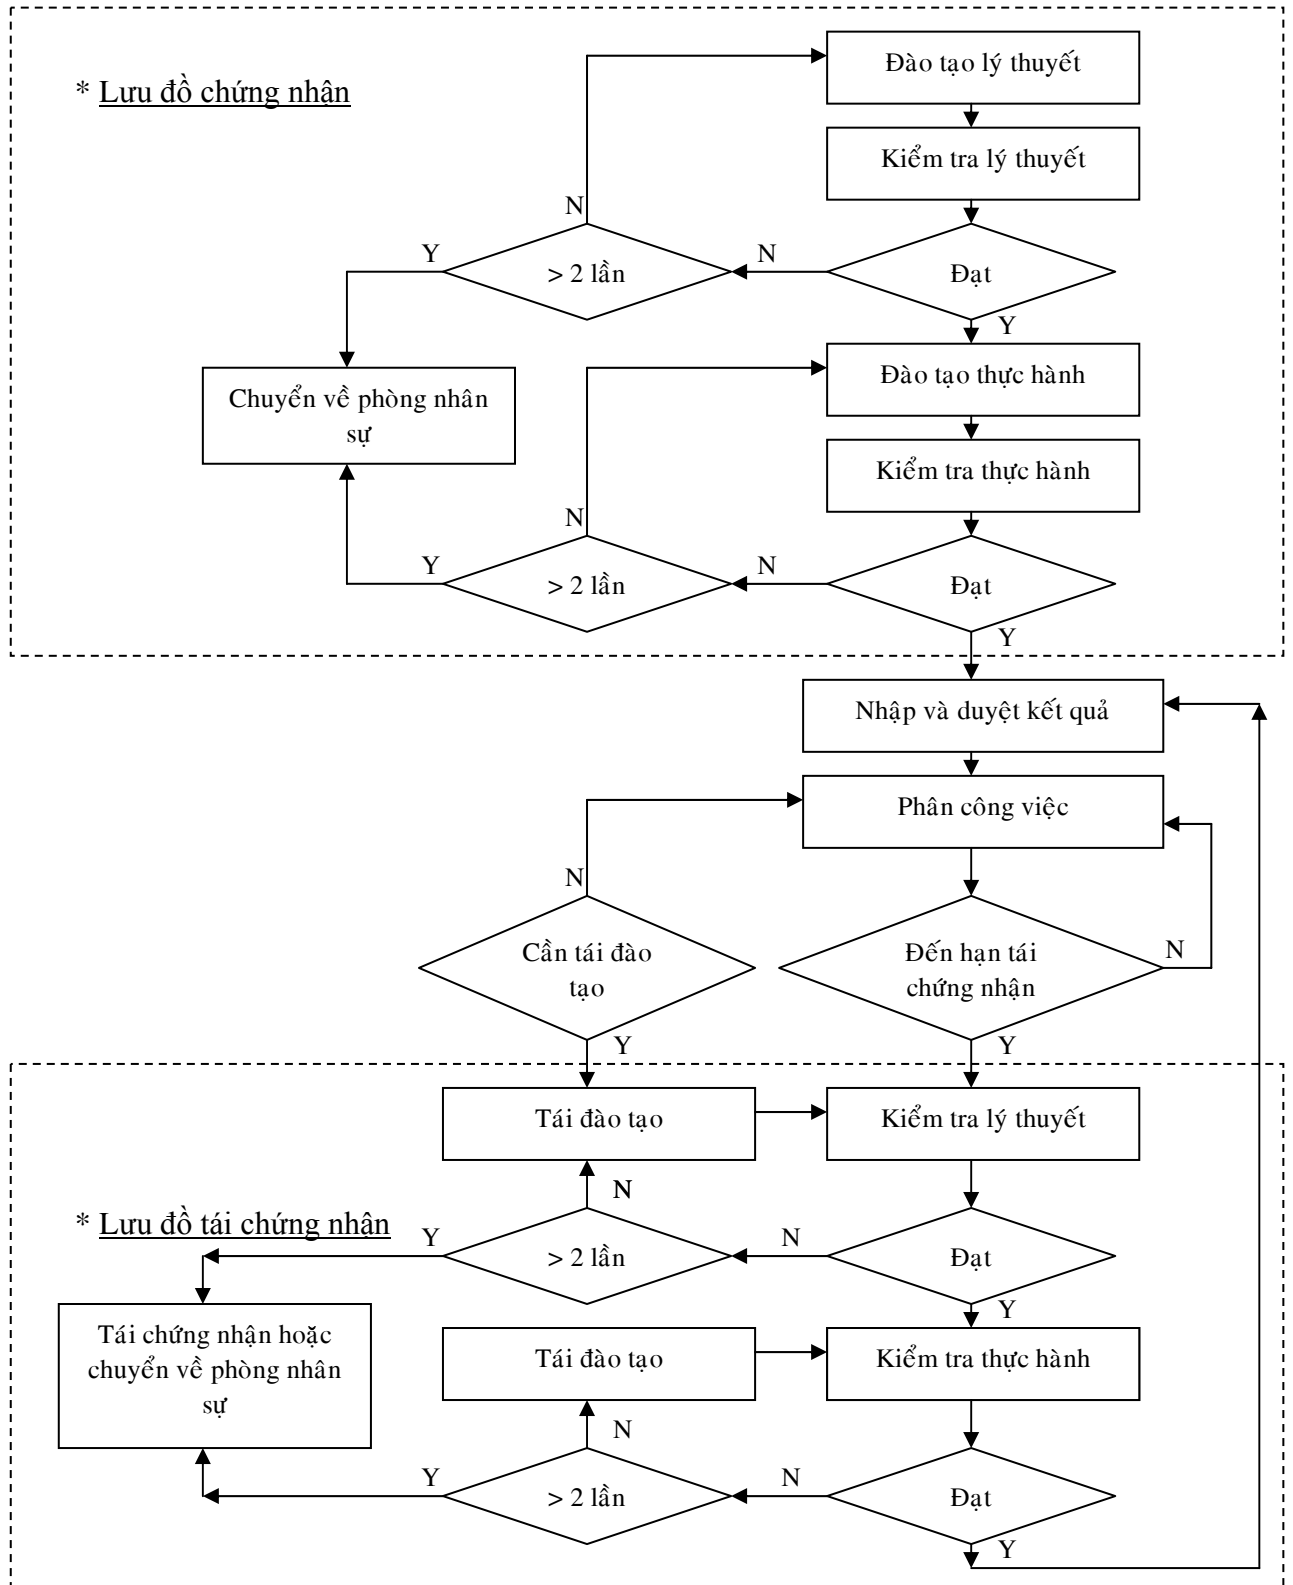 Đào tạo lý thuyết
* Lưu đồ chứng nhận
Kiểm tra lý thuyết
N
Y
N
> 2 lần
Đạt
Y
Chuyển về phòng nhân
sự
Đào tạo thực hành
Kiểm tra thực hành
N
Y
N
> 2 lần
Đạt
Y
Nhập và duyệt kết quả
Phân công việc
N
Cần tái đào
tạo
Đến hạn tái
chứng nhận
N
Y
Y
Tái đào tạo
Kiểm tra lý thuyết
N
* Lưu đồ tái chứng nhận
Y
N
> 2 lần
Đạt
Y
Tái chứng nhận hoặc
chuyển về phòng nhân
sự
Tái đào tạo
Kiểm tra thực hành
N
Y
N
> 2 lần
Đạt
Y